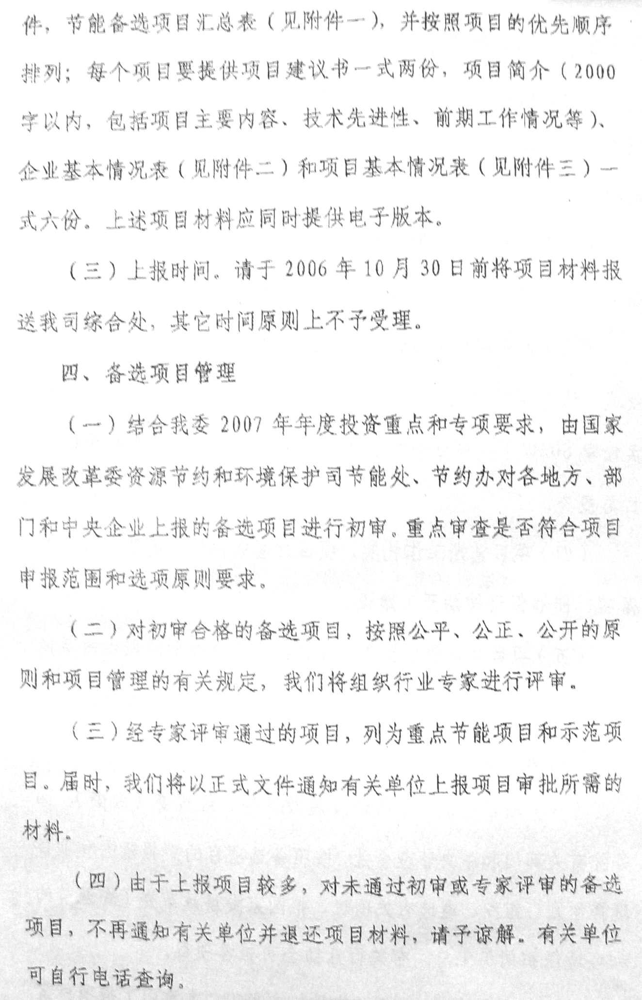 件，节能备选项目汇总表（见附件一），并按照项目的优先顺序
排列；每个项目要提供项目建议书一式两份，项目简介（2000
字以内，包括项目主要内容、技术先进性、前期工作情况等）、
企业基本情况表（见附件二）和项目基本情况表（见附件三）一
式六份。上述项目材料应同时提供电子版本。
（三）上报时间。请于 2006 年 10 月 30 日前将项目材料报
送我司综合处，其它时间原则上不予受理。
四、备选项目管理
（一）结合我委 2007 年年度投资重点和专项要求，由国家
发展改革委资源节约和环境保护司节能处、节约办对各地方、部
门和中央企业上报的备选项目进行初审。重点审查是否符合项目
申报范围和选项原则要求。
（二）对初审合格的备选项目，按照公平、公正、公开的原
则和项目管理的有关规定，我们将组织行业专家进行评审。
（三）经专家评审通过的项目，列为重点节能项目和示范项
目。届时，我们将以正式文件通知有关单位上报项目审批所需的
材料。
（四）由于上报项目较多，对未通过初审或专家评审的备选
项目，不再通知有关单位并退还项目材料，请予谅解。有关单位
可自行电话查询。